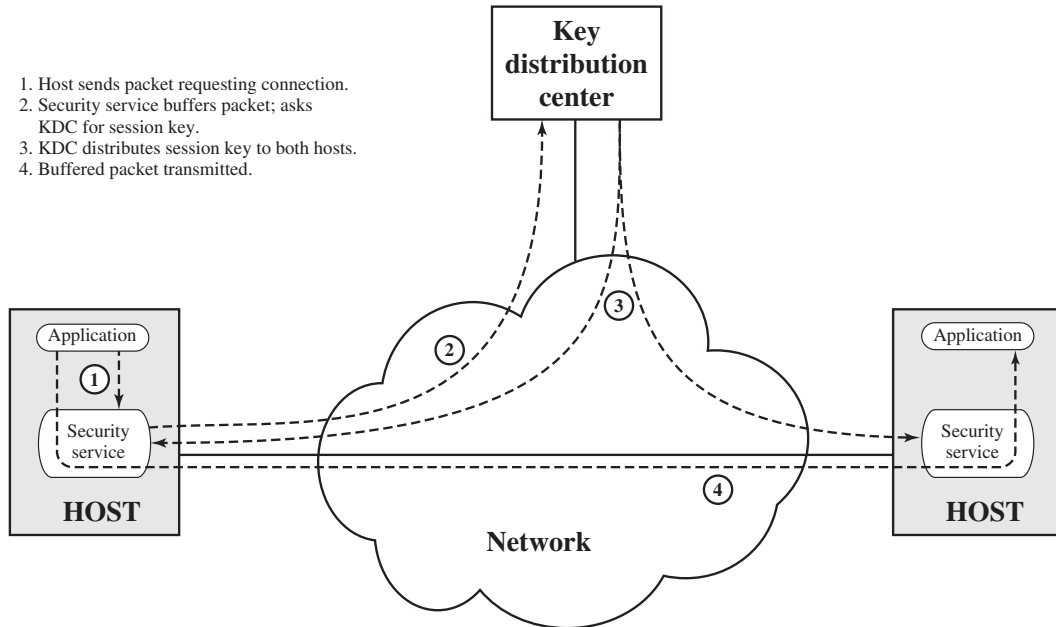 Key
distribution
center
1. Host sends packet requesting connection.
2. Security service buffers packet; asks
KDC for session key.
3. KDC distributes session key to both hosts.
4. Buffered packet transmitted.
3
2
Application
1
Security
service
HOST
Application
Security
service
HOST
4
Network